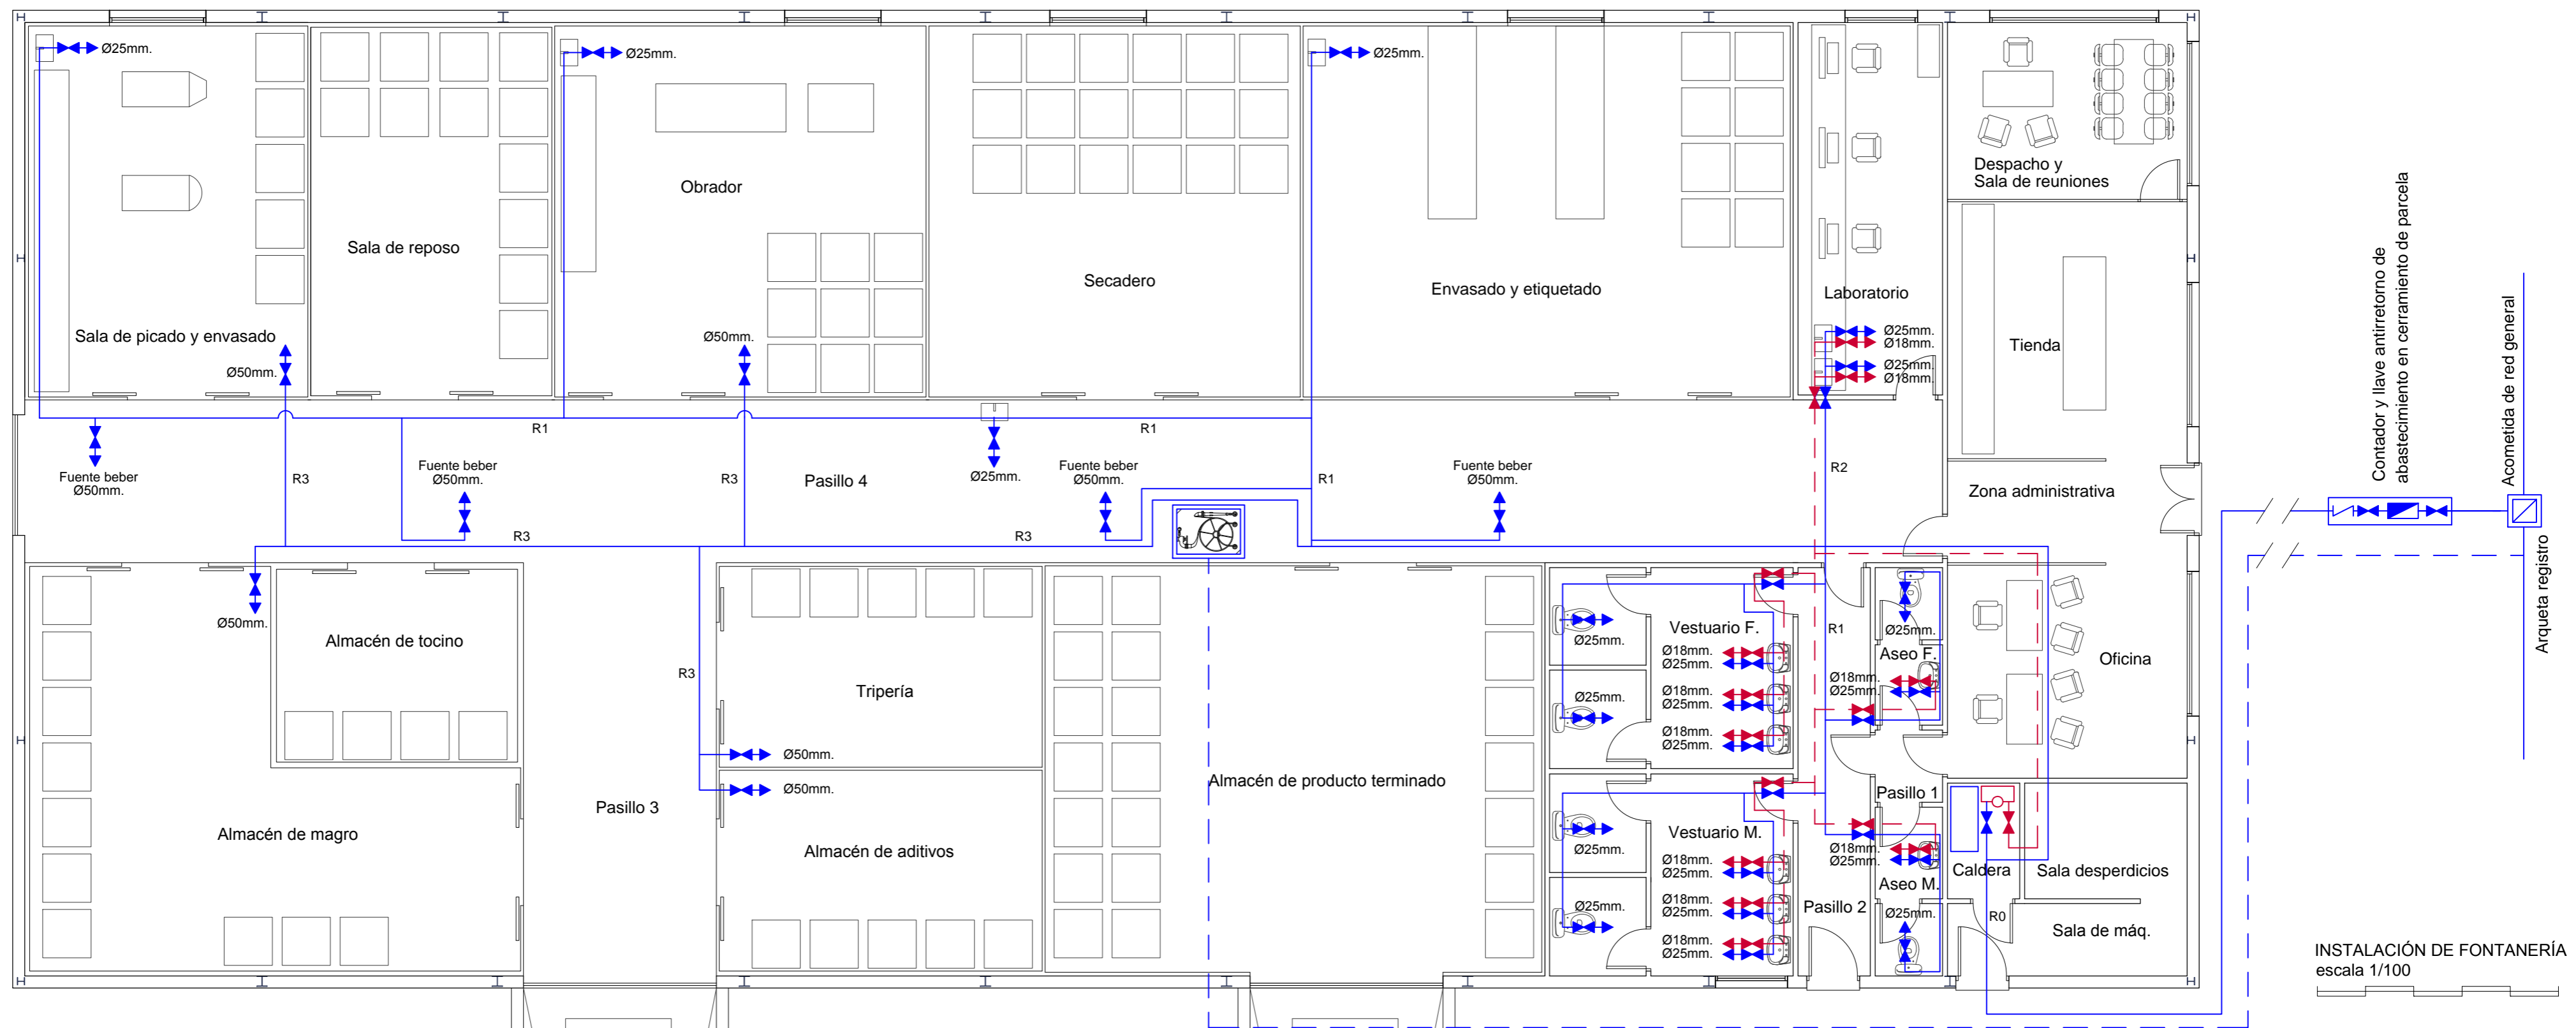 Ø25mm.
Ø25mm.
Ø25mm.
Despacho y
Sala de reuniones
Obrador
Sala de reposo
Secadero
Envasado y etiquetado
Laboratorio
Sala de picado y envasado
Ø50mm.
Ø50mm.
Ø25mm.
Ø18mm.
Ø25mm.
Ø18mm.
Tienda
Contador y llave antirretorno de
abastecimiento en cerramiento de parcela
Acometida de red general
Arqueta registro
R1
R1
Fuente beber
Ø50mm.
R3
Fuente beber
Ø50mm.
R3
Pasillo 4
Ø25mm.
Fuente beber
Ø50mm.
R1
Fuente beber
Ø50mm.
R2
Zona administrativa
R3
R3
Ø50mm.
Almacén de tocino
R3
Tripería
Ø50mm.
Ø50mm.
Almacén de magro
Pasillo 3
Almacén de aditivos
Almacén de producto terminado
Ø25mm.
Ø25mm.
Vestuario F.
Ø18mm.
Ø25mm.
Ø18mm.
Ø25mm.
Ø18mm.
Ø25mm.
R1
Ø25mm.
Aseo F.
Ø18mm.
Ø25mm.
Oficina
Pasillo 1
Ø25mm.
Ø25mm.
Vestuario M.
Ø18mm.
Ø25mm.
Ø18mm.
Ø25mm.
Ø18mm.
Ø25mm.
Ø18mm.
Ø25mm.
Aseo M.
Ø25mm.
Pasillo 2
Caldera
Sala desperdicios
R0
Sala de máq.
INSTALACIÓN DE FONTANERÍA
escala 1/100